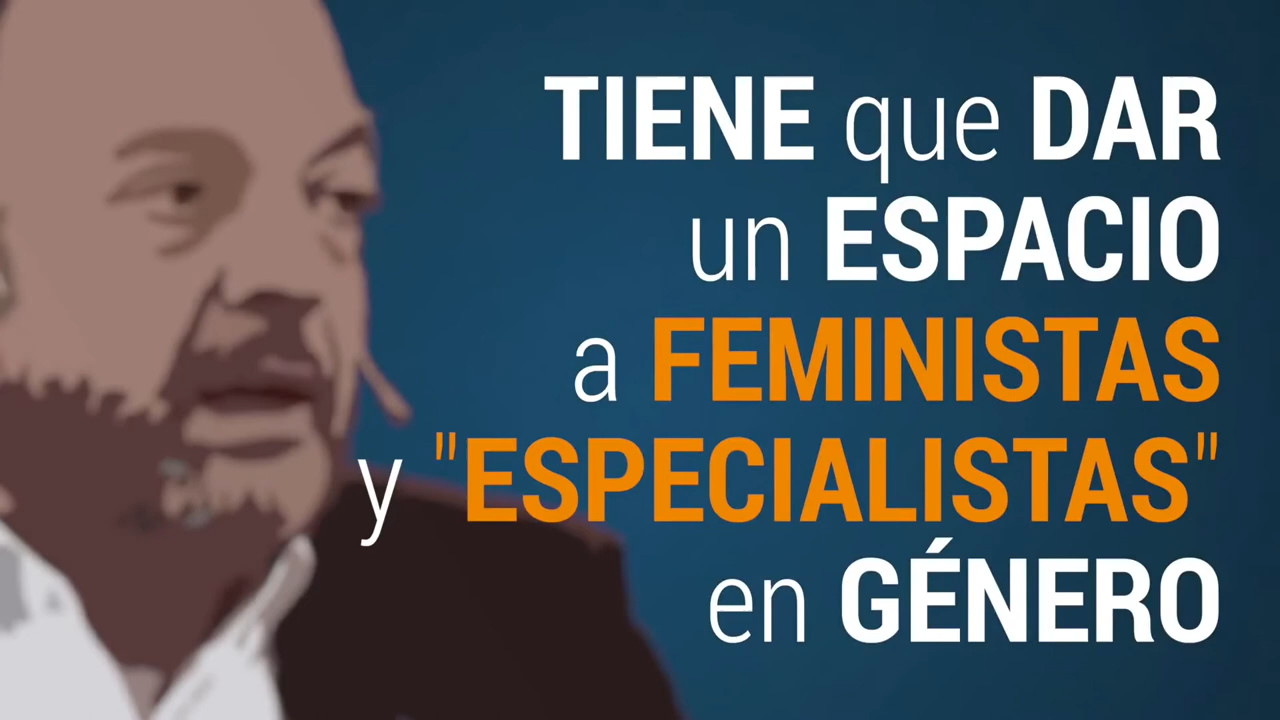 TIENE que DAR
un ESPACIO
a FEMINISTAS
y "ESPECIALISTAS"
en GÉNERO